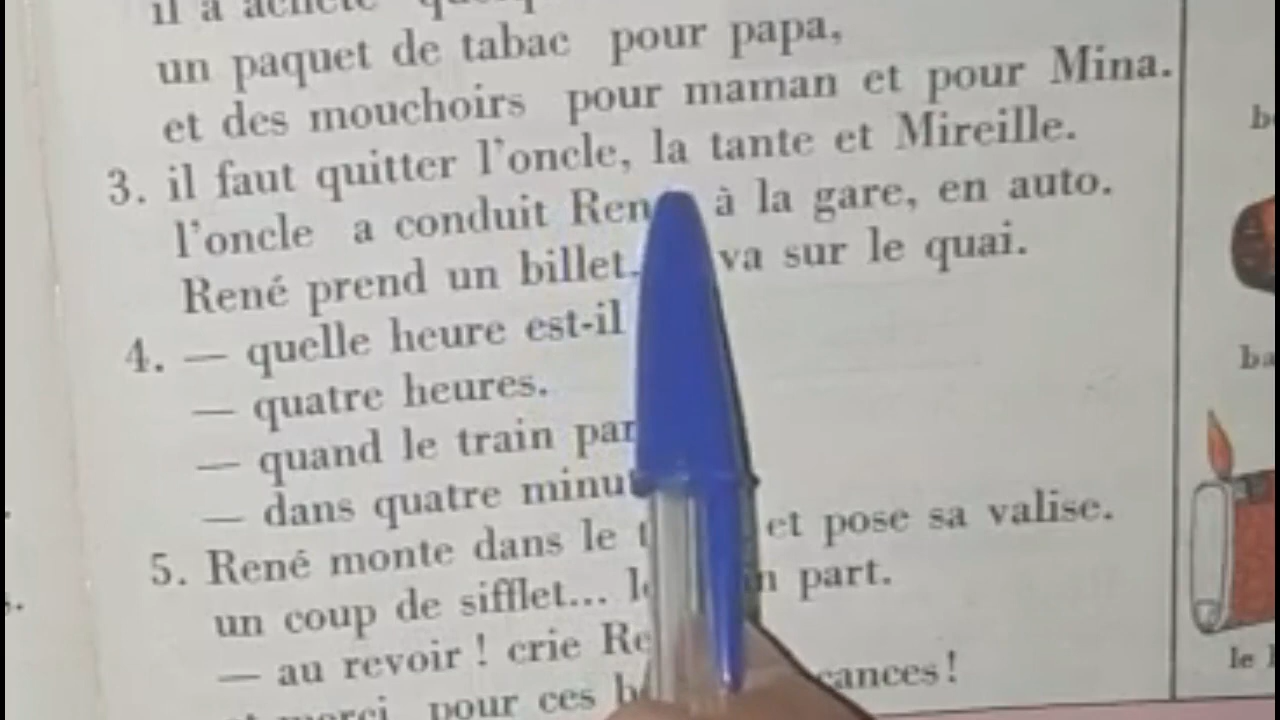 il a acheté
un paquet de tabac pour papa,
et des mouchoirs pour maman et pour Mina.
3. il faut quitter l'oncle, la tante et Mireille.
l'oncle a conduit Ren à la gare, en auto.
René prend un billet. va sur le quai.
4. — quelle heure est-il
— quatre heures.
— quand le train par
— dans quatre minu
5. René monte dans le t et pose sa valise.
un coup de sifflet... l n part.
— au revoir ! crie Re
merci pour ces b cances !
le